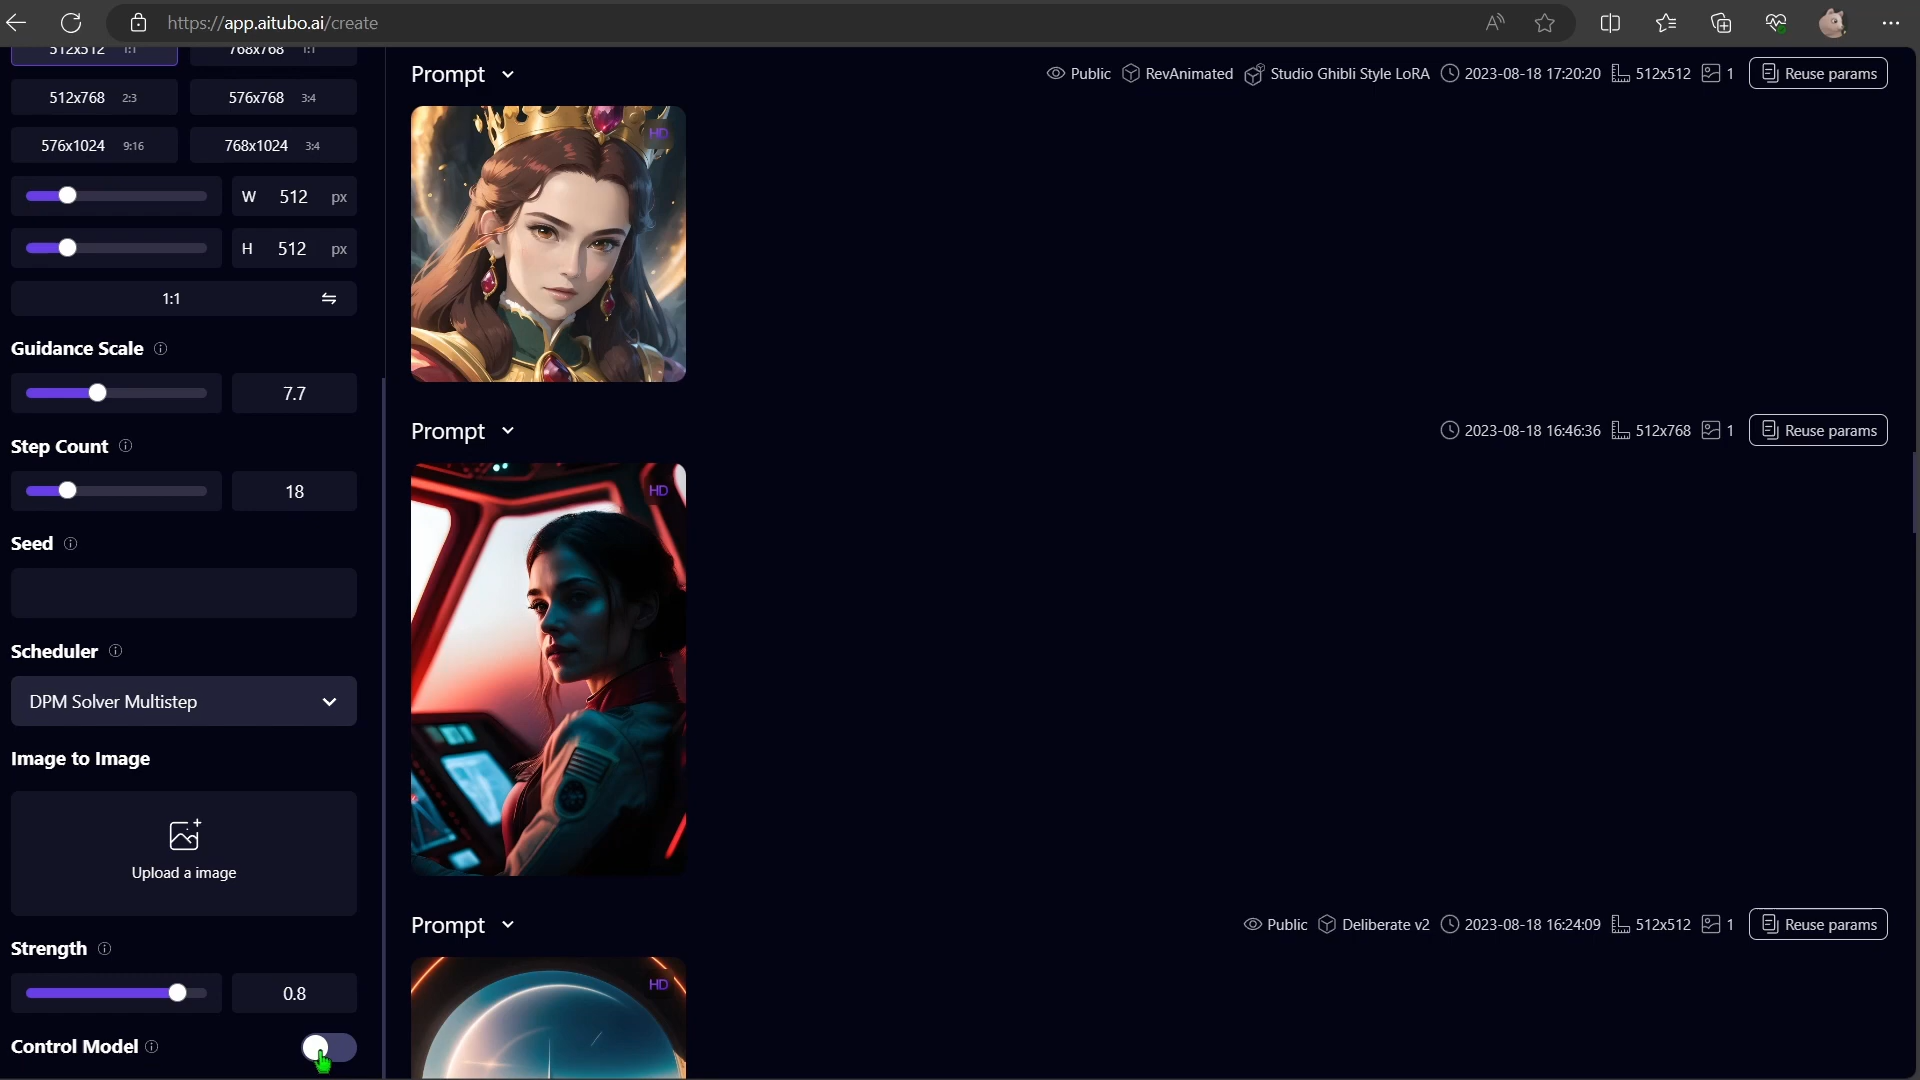 https://app.aitubo.ai/create
512x512 1:1
768x768 1:1
512x768 2:3
576x768 3:4
576x1024 9:16
768x1024 3:4
W 512 px
H 512 px
1:1
Guidance Scale
7.7
Step Count
18
Seed
Scheduler
DPM Solver Multistep
Image to Image
Upload a image
Strength
0.8
Control Model
Prompt
Public RevAnimated Studio Ghibli Style LoRA 2023-08-18 17:20:20 512x512 1 Reuse params
HD
Prompt
2023-08-18 16:46:36 512x768 1 Reuse params
HD
Prompt
Public Deliberate v2 2023-08-18 16:24:09 512x512 1 Reuse params
HD